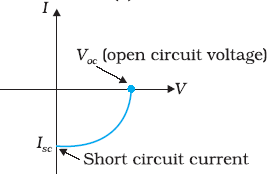 I
V_oc (open circuit voltage)
V
I_sc
Short circuit current